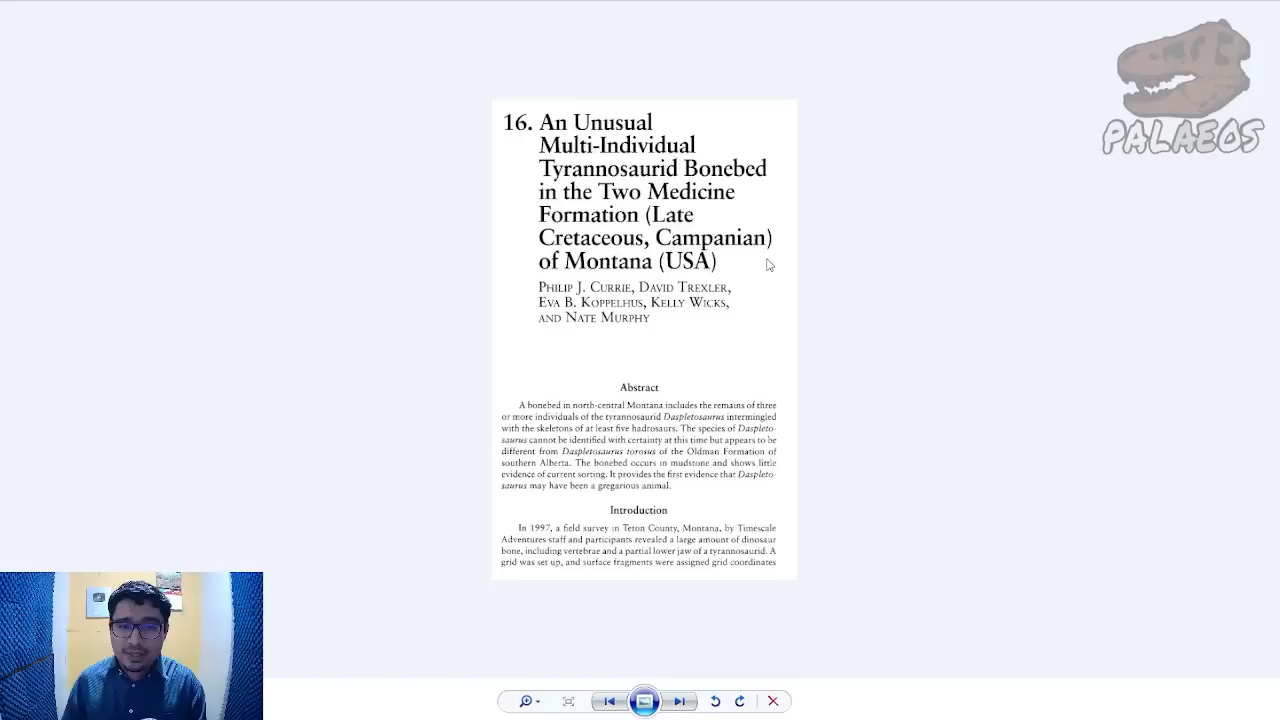 PALAEOS
16. An Unusual
Multi-Individual
Tyrannosaurid Bonebed
in the Two Medicine
Formation (Late
Cretaceous, Campanian)
of Montana (USA)
Philip J. Currie, David Trexler,
Eva B. Koppelhus, Kelly Wicks,
and Nate Murphy
Abstract
A bonebed in north-central Montana includes the remains of three
or more individuals of the tyrannosaurid Daspletosaurus intermingled
with the skeletons of at least five hadrosaurs. The species of Daspleto-
saurus cannot be identified with certainty at this time but appears to be
different from Daspletosaurus torosus of the Oldman Formation of
southern Alberta. The bonebed occurs in mudstone and shows little
evidence of current sorting. It provides the first evidence that Daspleto-
saurus may have been a gregarious animal.
Introduction
In 1997, a field survey in Teton County, Montana, by Timescale
Adventures staff and participants revealed a large amount of dinosaur
bone, including vertebrae and a partial lower jaw of a tyrannosaurid. A
grid was set up, and surface fragments were assigned grid coordinates